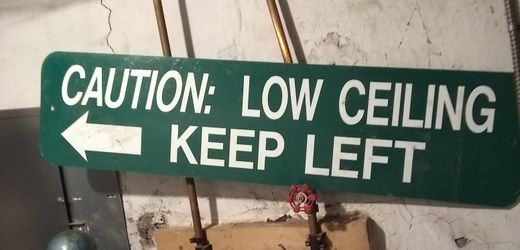 CAUTION: LOW CEILING
KEEP LEFT